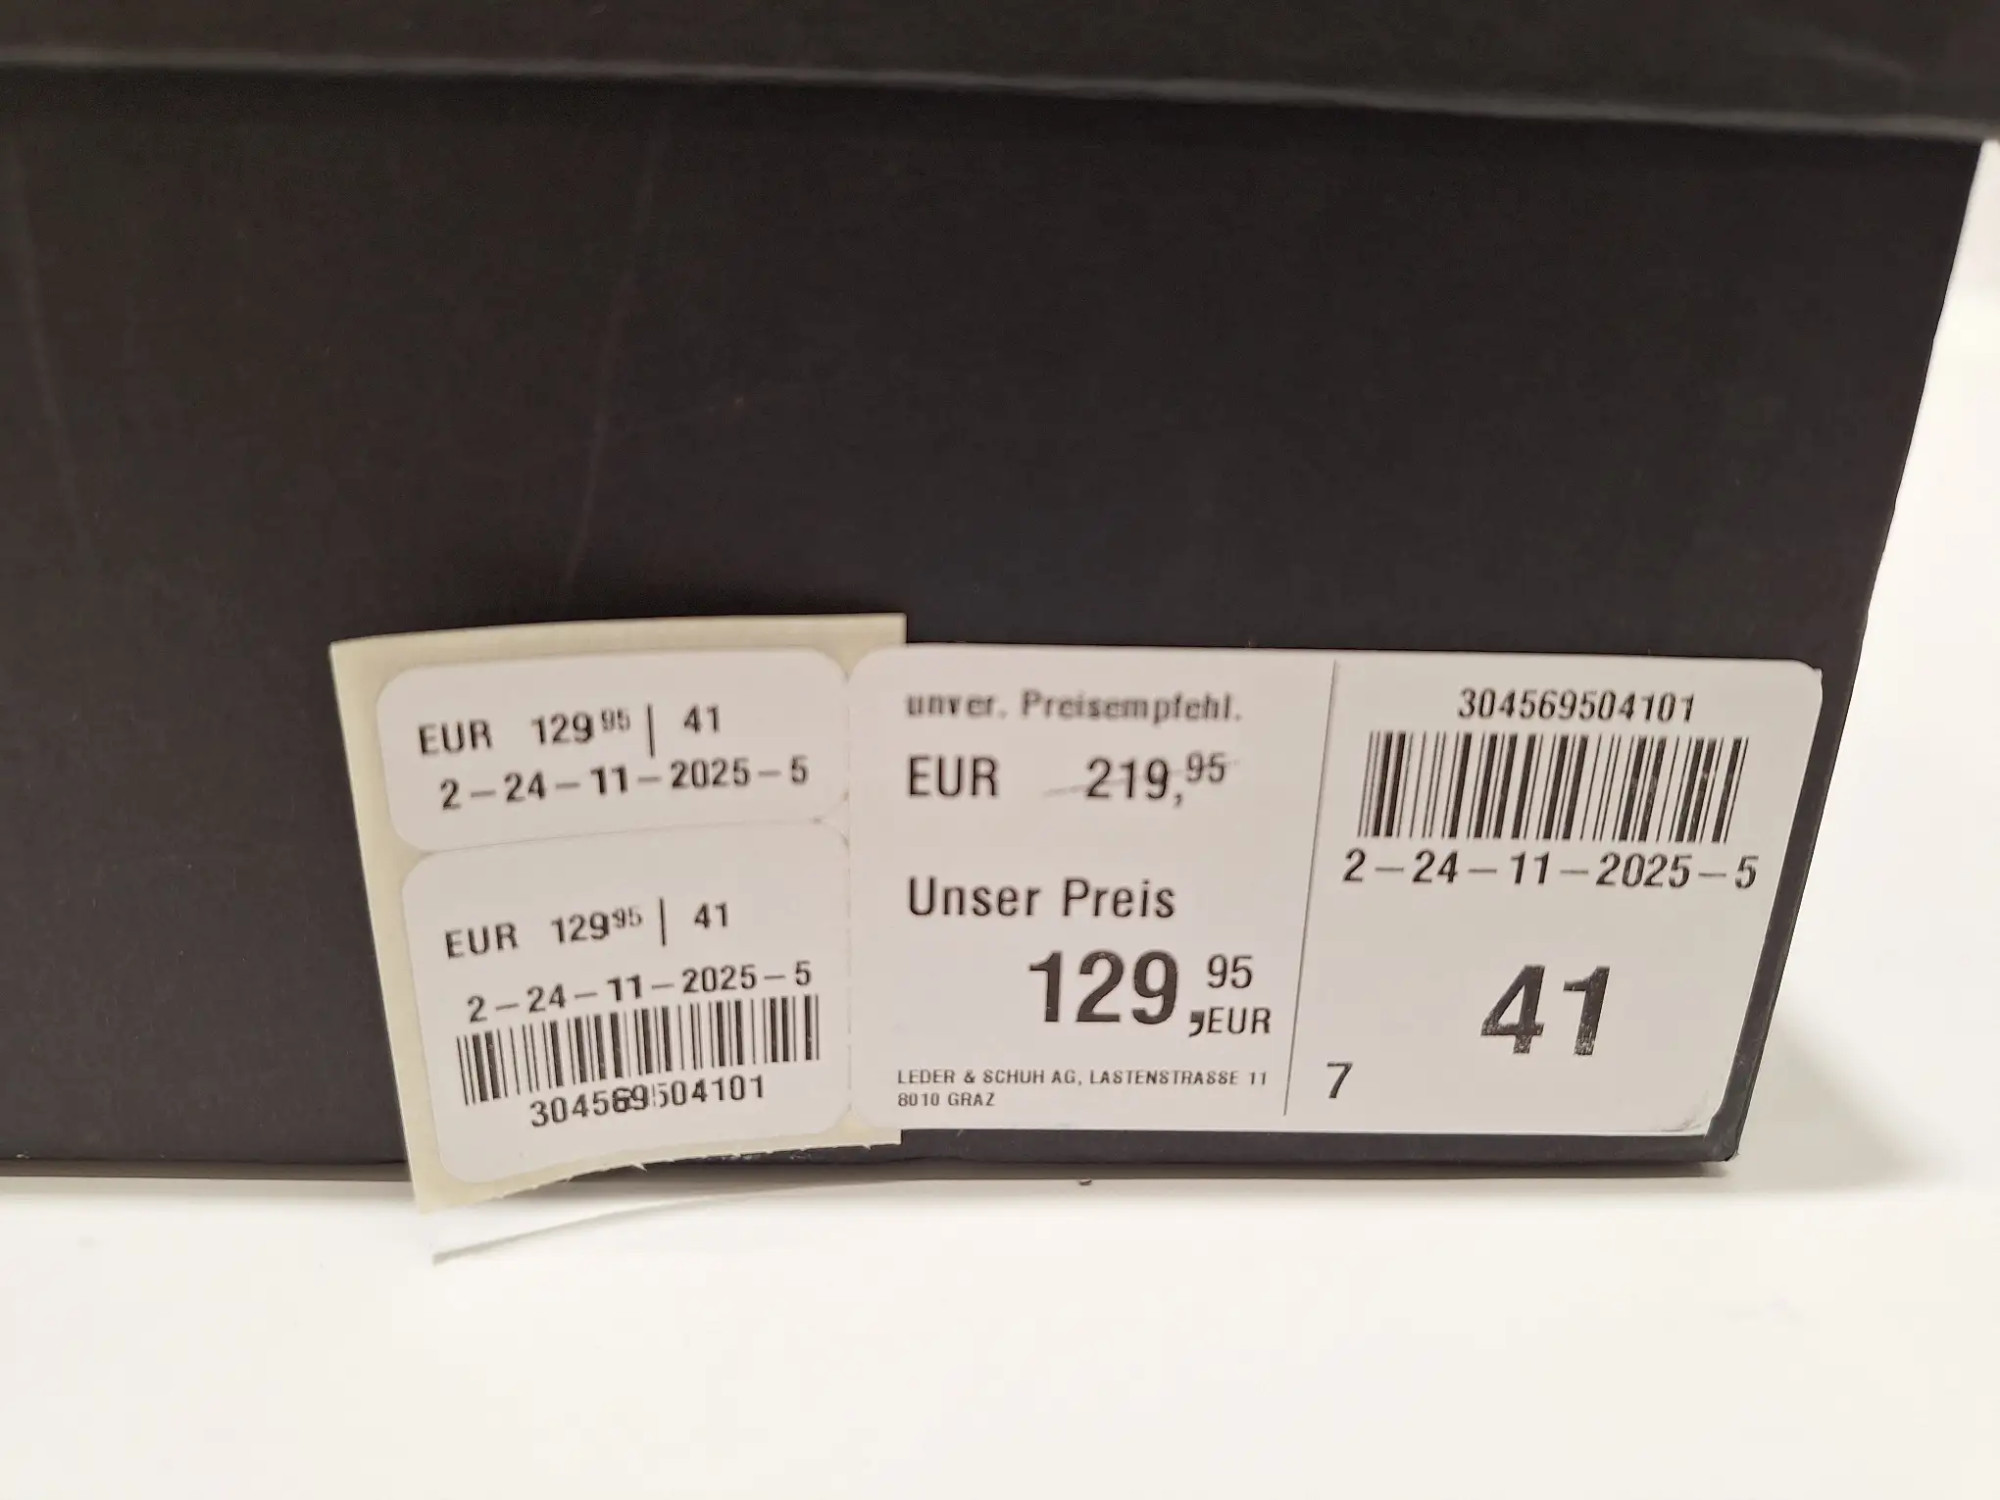 EUR 129 95 | 41
2-24-11-2025-5
EUR 129 95 | 41
2-24-11-2025-5
304569504101
unver. Preisempfehl.
EUR 219,95
Unser Preis
129,95 EUR
LEDER & SCHUH AG, LASTENSTRASSE 11
8010 GRAZ
304569504101
2-24-11-2025-5
41
7